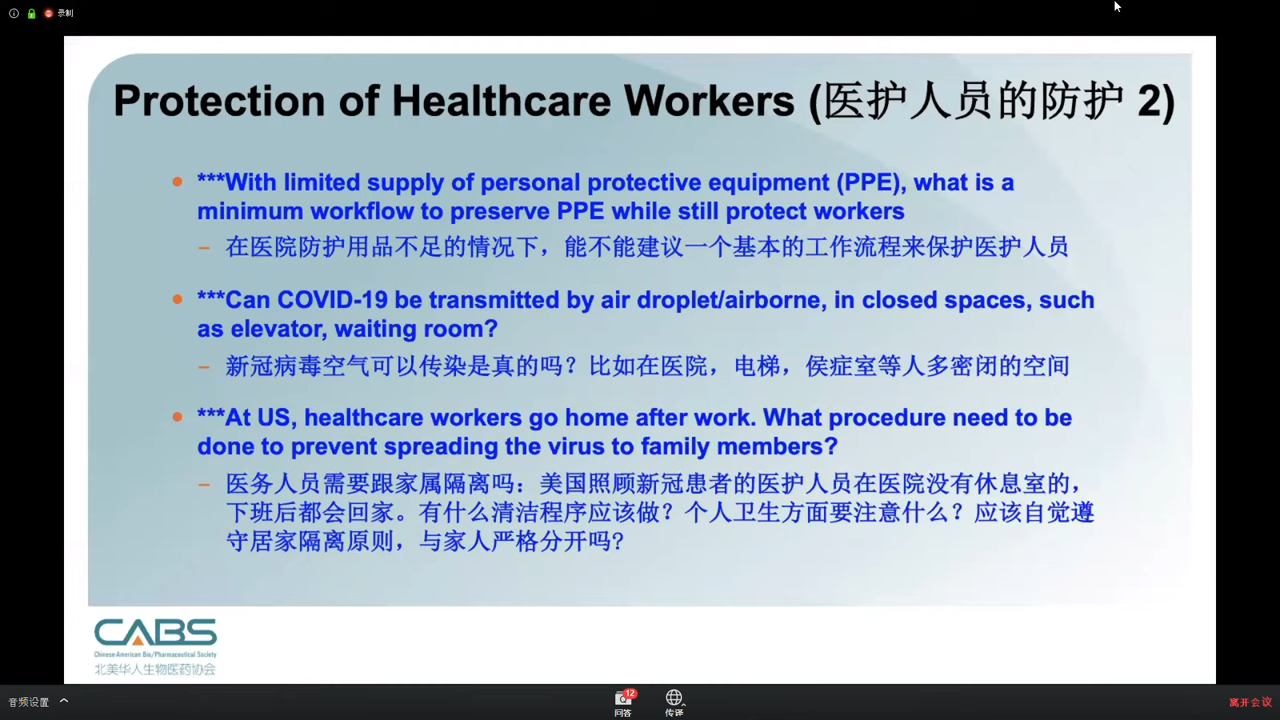 录制
Protection of Healthcare Workers (医护人员的防护 2)
***With limited supply of personal protective equipment (PPE), what is a
minimum workflow to preserve PPE while still protect workers
– 在医院防护用品不足的情况下，能不能建议一个基本的工作流程来保护医护人员
***Can COVID-19 be transmitted by air droplet/airborne, in closed spaces, such
as elevator, waiting room?
– 新冠病毒空气可以传染是真的吗？比如在医院，电梯，侯症室等人多密闭的空间
***At US, healthcare workers go home after work. What procedure need to be
done to prevent spreading the virus to family members?
– 医务人员需要跟家属隔离吗：美国照顾新冠患者的医护人员在医院没有休息室的，
下班后都会回家。有什么清洁程序应该做？个人卫生方面要注意什么？应该自觉遵
守居家隔离原则，与家人严格分开吗?
CABS
Chinese-American Bio/Pharmaceutical Society
北美华人生物医药协会
音频设置
12
问答
传译
离开会议